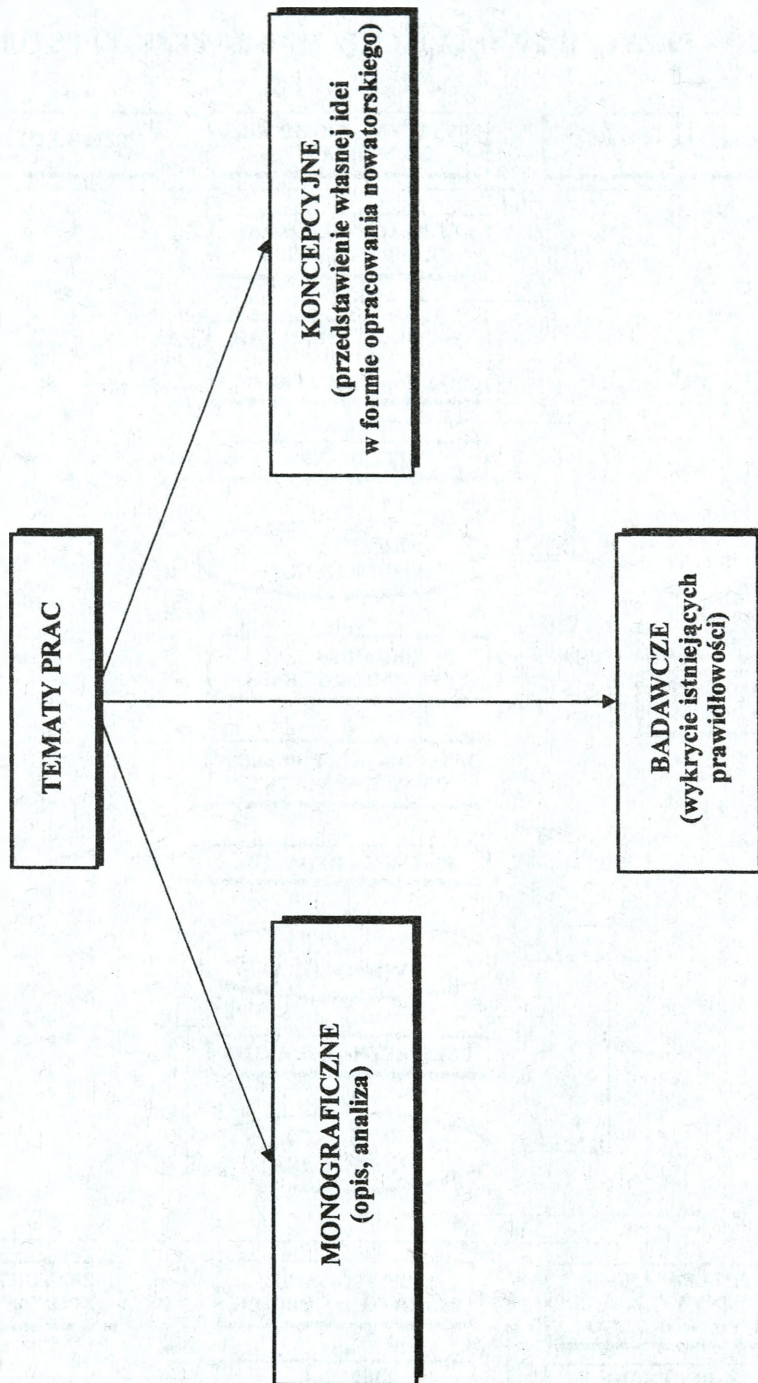 TEMATY PRAC
MONOGRAFICZNE
(opis, analiza)
BADAWCZE
(wykrycie istniejących
prawidłowości)
KONCEPCYJNE
(przedstawienie własnej idei
w formie opracowania nowatorskiego)